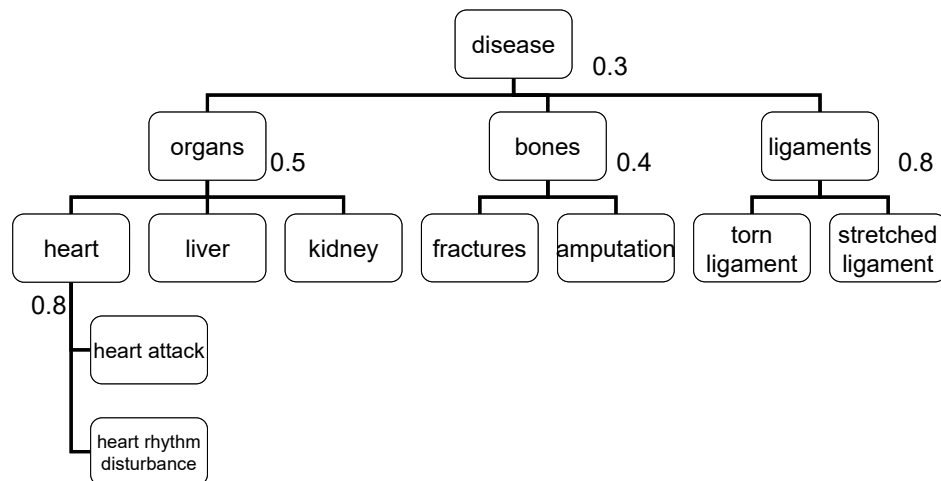 disease
0.3
organs
bones
ligaments
0.5
0.4
0.8
heart
liver
kidney
fractures
amputation
torn
ligament
stretched
ligament
0.8
heart attack
heart rhythm
disturbance